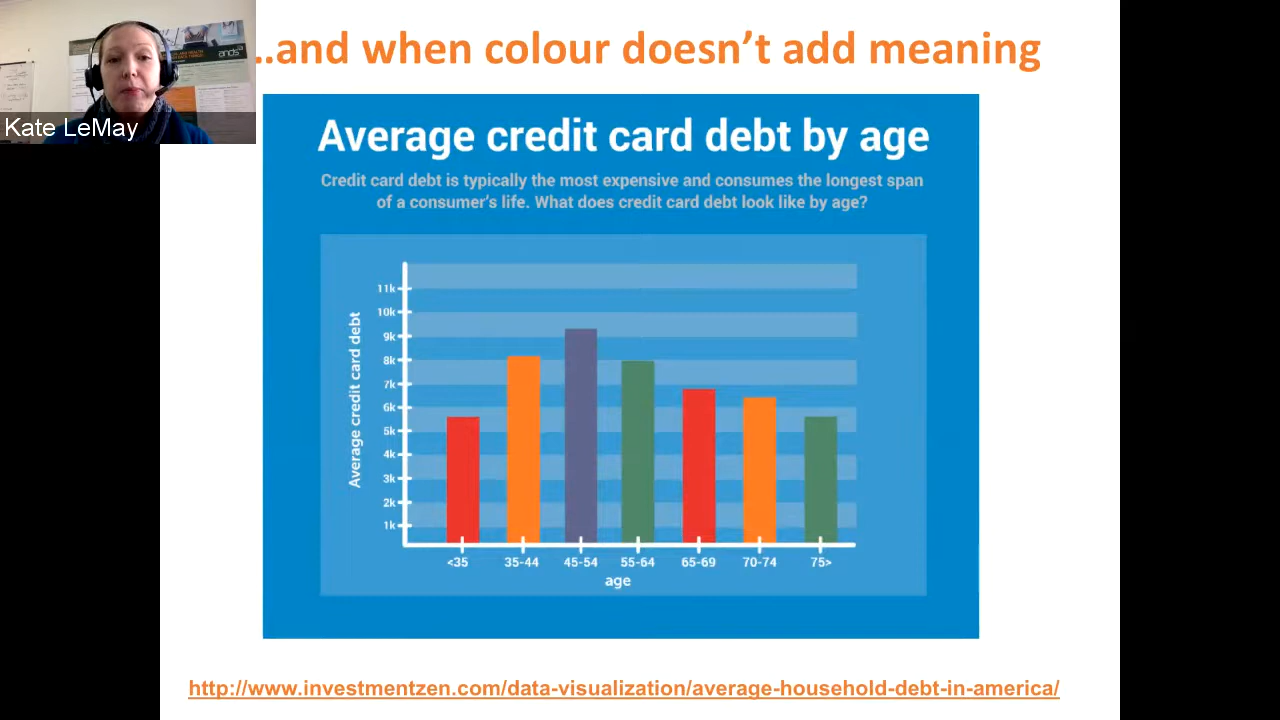 …and when colour doesn’t add meaning
ands
Kate LeMay
Average credit card debt by age
Credit card debt is typically the most expensive and consumes the longest span
of a consumer’s life. What does credit card debt look like by age?
Average credit card debt
11k
10k
9k
8k
7k
6k
5k
4k
3k
2k
1k
<35 35-44 45-54 55-64 65-69 70-74 75>
age
http://www.investmentzen.com/data-visualization/average-household-debt-in-america/